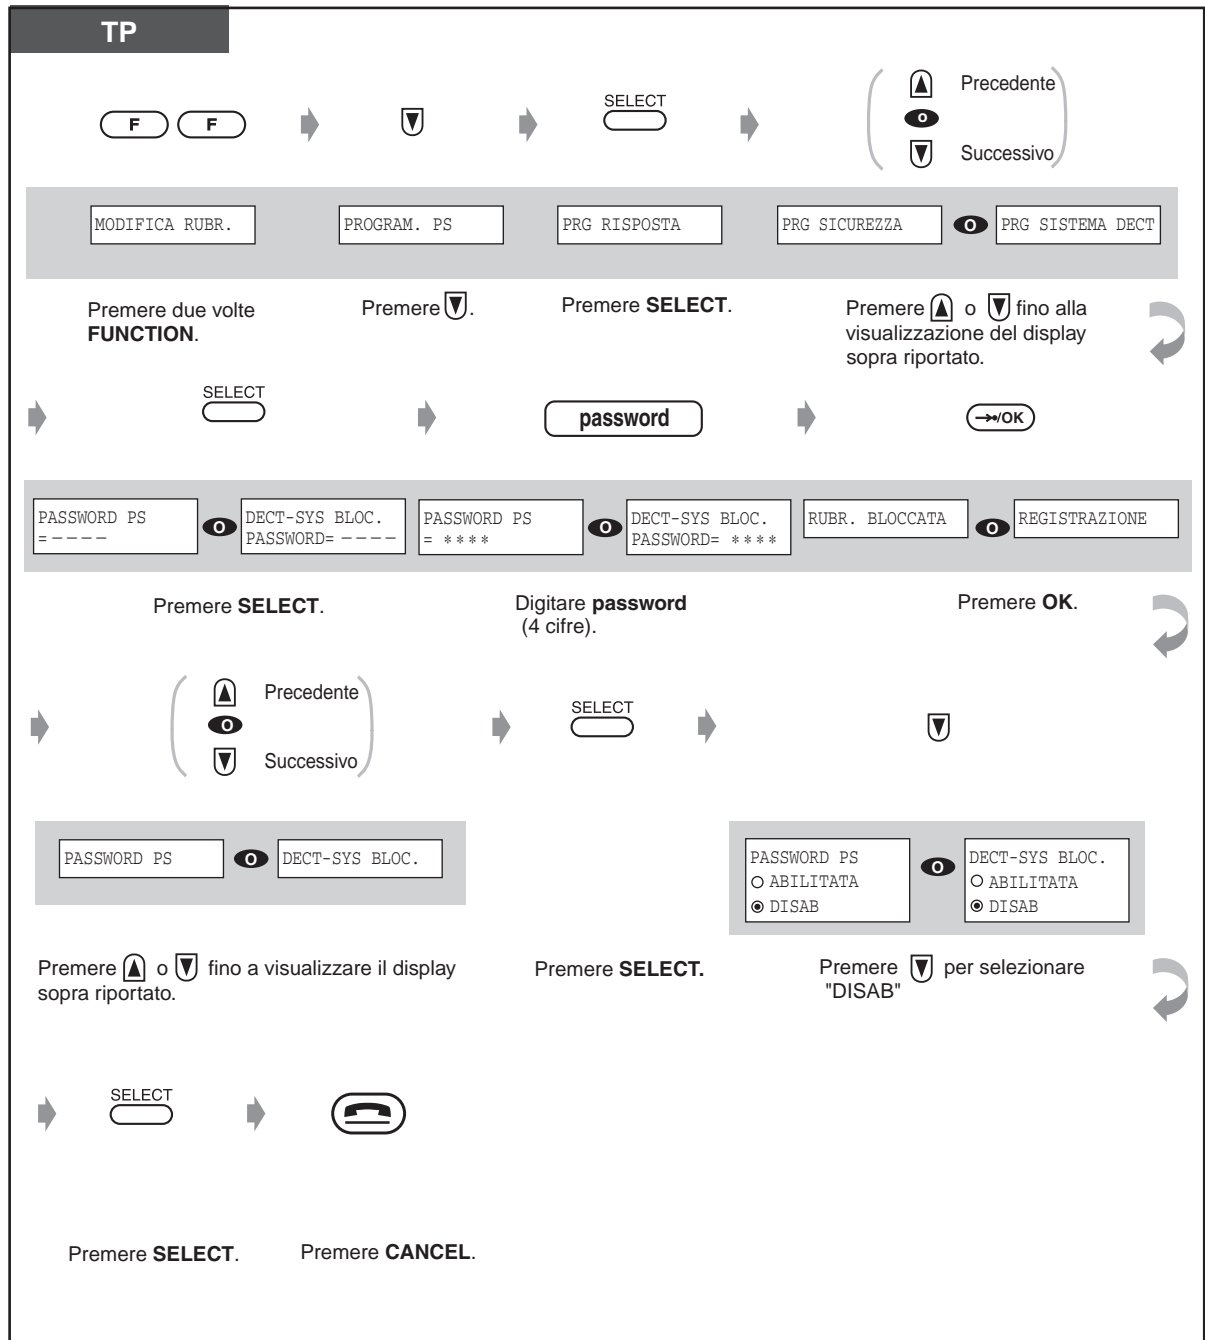 TP
F F
SELECT
Precedente
O
Successivo
MODIFICA RUBR.
PROGRAM. PS
PRG RISPOSTA
PRG SICUREZZA O PRG SISTEMA DECT
Premere due volte
FUNCTION.
Premere .
Premere SELECT.
Premere o fino alla
visualizzazione del display
sopra riportato.
SELECT
password
/OK
PASSWORD PS
=– – – –
O
DECT-SYS BLOC.
PASSWORD= – – – –
PASSWORD PS
= ****
O
DECT-SYS BLOC.
PASSWORD= ****
RUBR. BLOCCATA O REGISTRAZIONE
Premere SELECT.
Digitare password
(4 cifre).
Premere OK.
Precedente
O
Successivo
SELECT
PASSWORD PS O DECT-SYS BLOC.
PASSWORD PS
ABILITATA
DISAB
O
DECT-SYS BLOC.
ABILITATA
DISAB
Premere o fino a visualizzare il display
sopra riportato.
Premere SELECT.
Premere per selezionare
"DISAB"
SELECT
Premere SELECT.
Premere CANCEL.